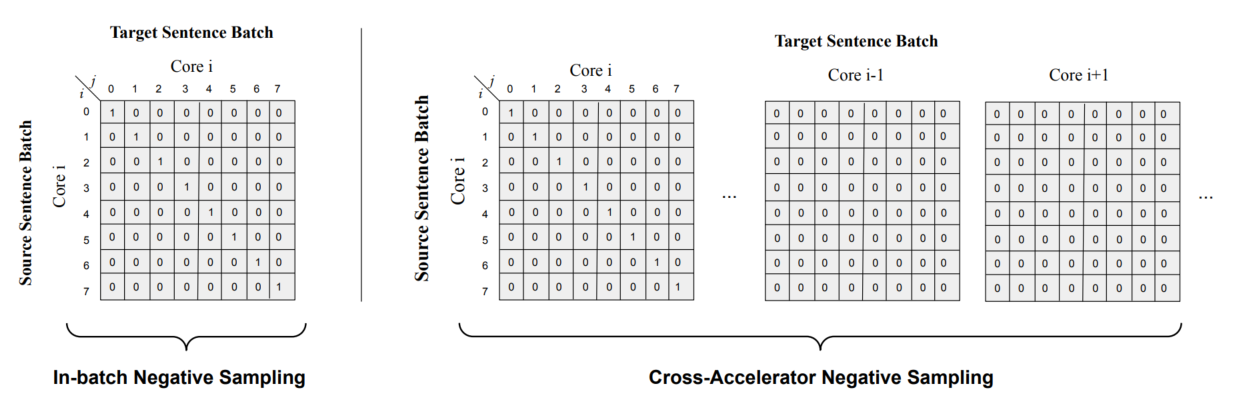 Target Sentence Batch
Core i
j
i
0 1 2 3 4 5 6 7
0 1 0 0 0 0 0 0 0
1 0 1 0 0 0 0 0 0
2 0 0 1 0 0 0 0 0
3 0 0 0 1 0 0 0 0
4 0 0 0 0 1 0 0 0
5 0 0 0 0 0 1 0 0
6 0 0 0 0 0 0 1 0
7 0 0 0 0 0 0 0 1
Source Sentence Batch
Core i
In-batch Negative Sampling
Target Sentence Batch
Core i
j
i
0 1 2 3 4 5 6 7
0 1 0 0 0 0 0 0 0
1 0 1 0 0 0 0 0 0
2 0 0 1 0 0 0 0 0
3 0 0 0 1 0 0 0 0
4 0 0 0 0 1 0 0 0
5 0 0 0 0 0 1 0 0
6 0 0 0 0 0 0 1 0
7 0 0 0 0 0 0 0 1
Source Sentence Batch
Core i
...
Core i-1
0 0 0 0 0 0 0 0
0 0 0 0 0 0 0 0
0 0 0 0 0 0 0 0
0 0 0 0 0 0 0 0
0 0 0 0 0 0 0 0
0 0 0 0 0 0 0 0
0 0 0 0 0 0 0 0
0 0 0 0 0 0 0 0
Core i+1
0 0 0 0 0 0 0 0
0 0 0 0 0 0 0 0
0 0 0 0 0 0 0 0
0 0 0 0 0 0 0 0
0 0 0 0 0 0 0 0
0 0 0 0 0 0 0 0
0 0 0 0 0 0 0 0
0 0 0 0 0 0 0 0
...
Cross-Accelerator Negative Sampling